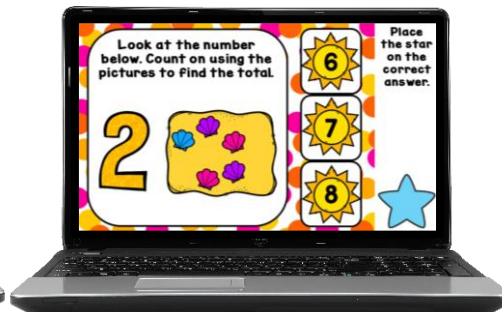 Look at the number
below. Count on using the
pictures to find the total.
2
6
7
8
Place
the star
on the
correct
answer.